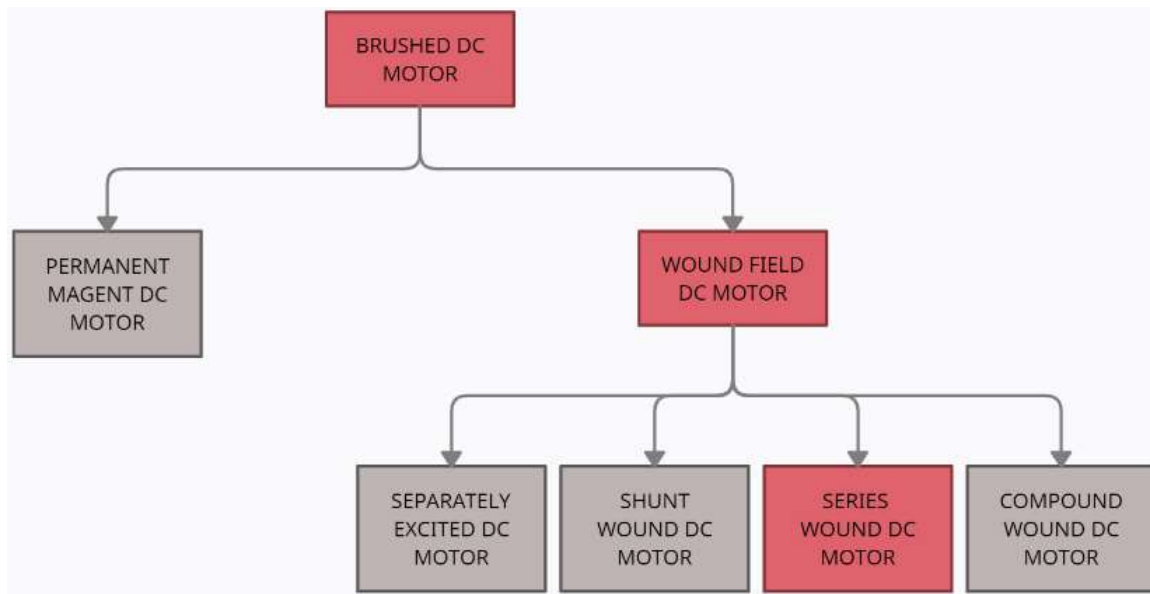 BRUSHED DC
MOTOR
PERMANENT
MAGENT DC
MOTOR
WOUND FIELD
DC MOTOR
SEPARATELY
EXCITED DC
MOTOR
SHUNT
WOUND DC
MOTOR
SERIES
WOUND DC
MOTOR
COMPOUND
WOUND DC
MOTOR